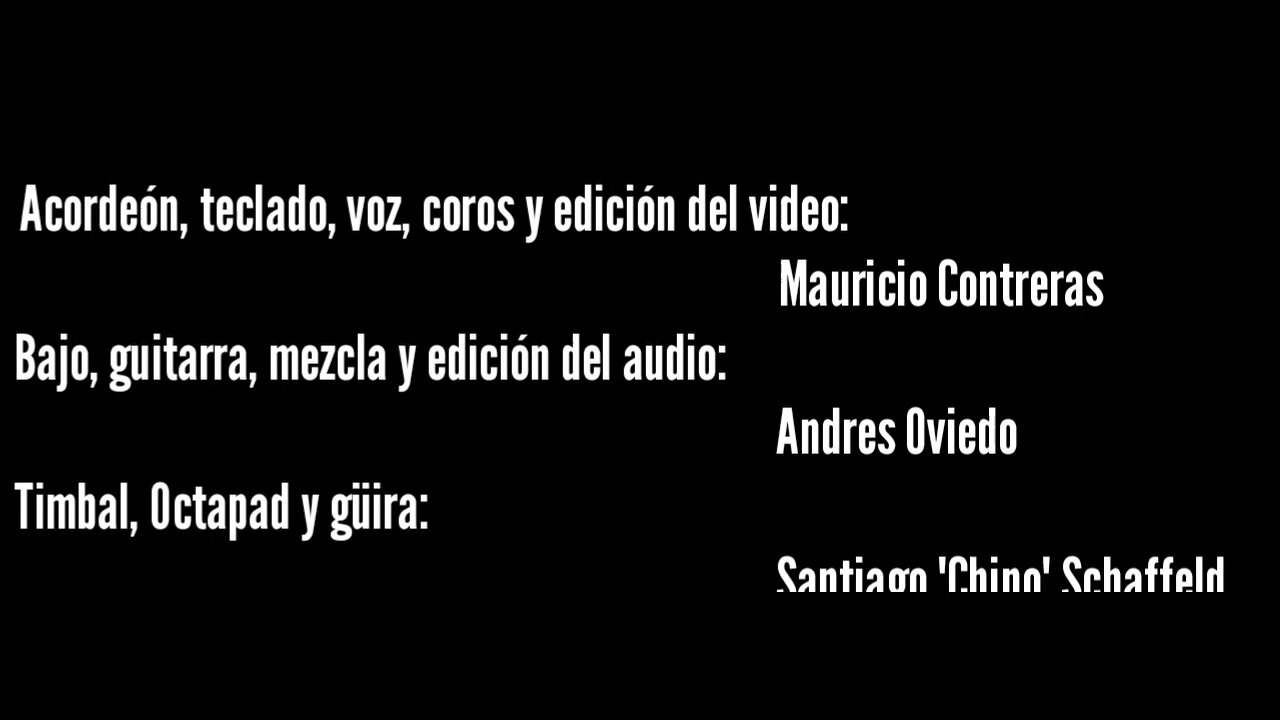 Acordeón, teclado, voz, coros y edición del video:
Mauricio Contreras
Bajo, guitarra, mezcla y edición del audio:
Andres Oviedo
Timbal, Octapad y güira:
Santiago 'Chino' Schaffeld